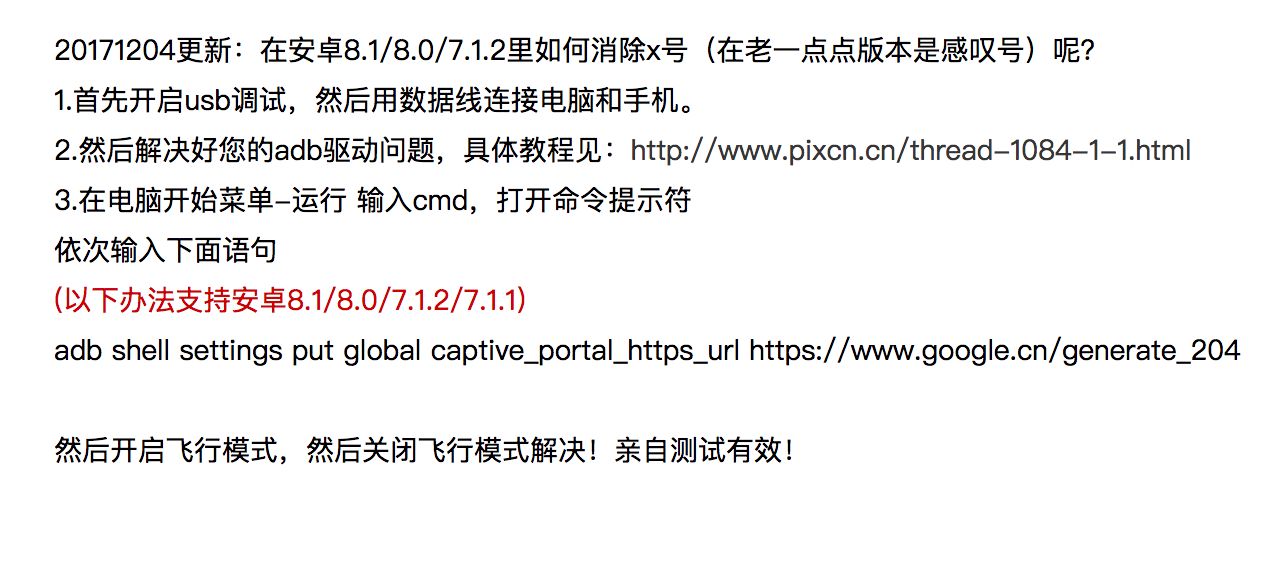 20171204更新：在安卓8.1/8.0/7.1.2里如何消除x号（在老一点点版本是感叹号）呢?
1.首先开启usb调试，然后用数据线连接电脑和手机。
2.然后解决好您的adb驱动问题，具体教程见：http://www.pixcn.cn/thread-1084-1-1.html
3.在电脑开始菜单-运行 输入cmd，打开命令提示符
依次输入下面语句
(以下办法支持安卓8.1/8.0/7.1.2/7.1.1)
adb shell settings put global captive_portal_https_url https://www.google.cn/generate_204
然后开启飞行模式，然后关闭飞行模式解决！亲自测试有效！